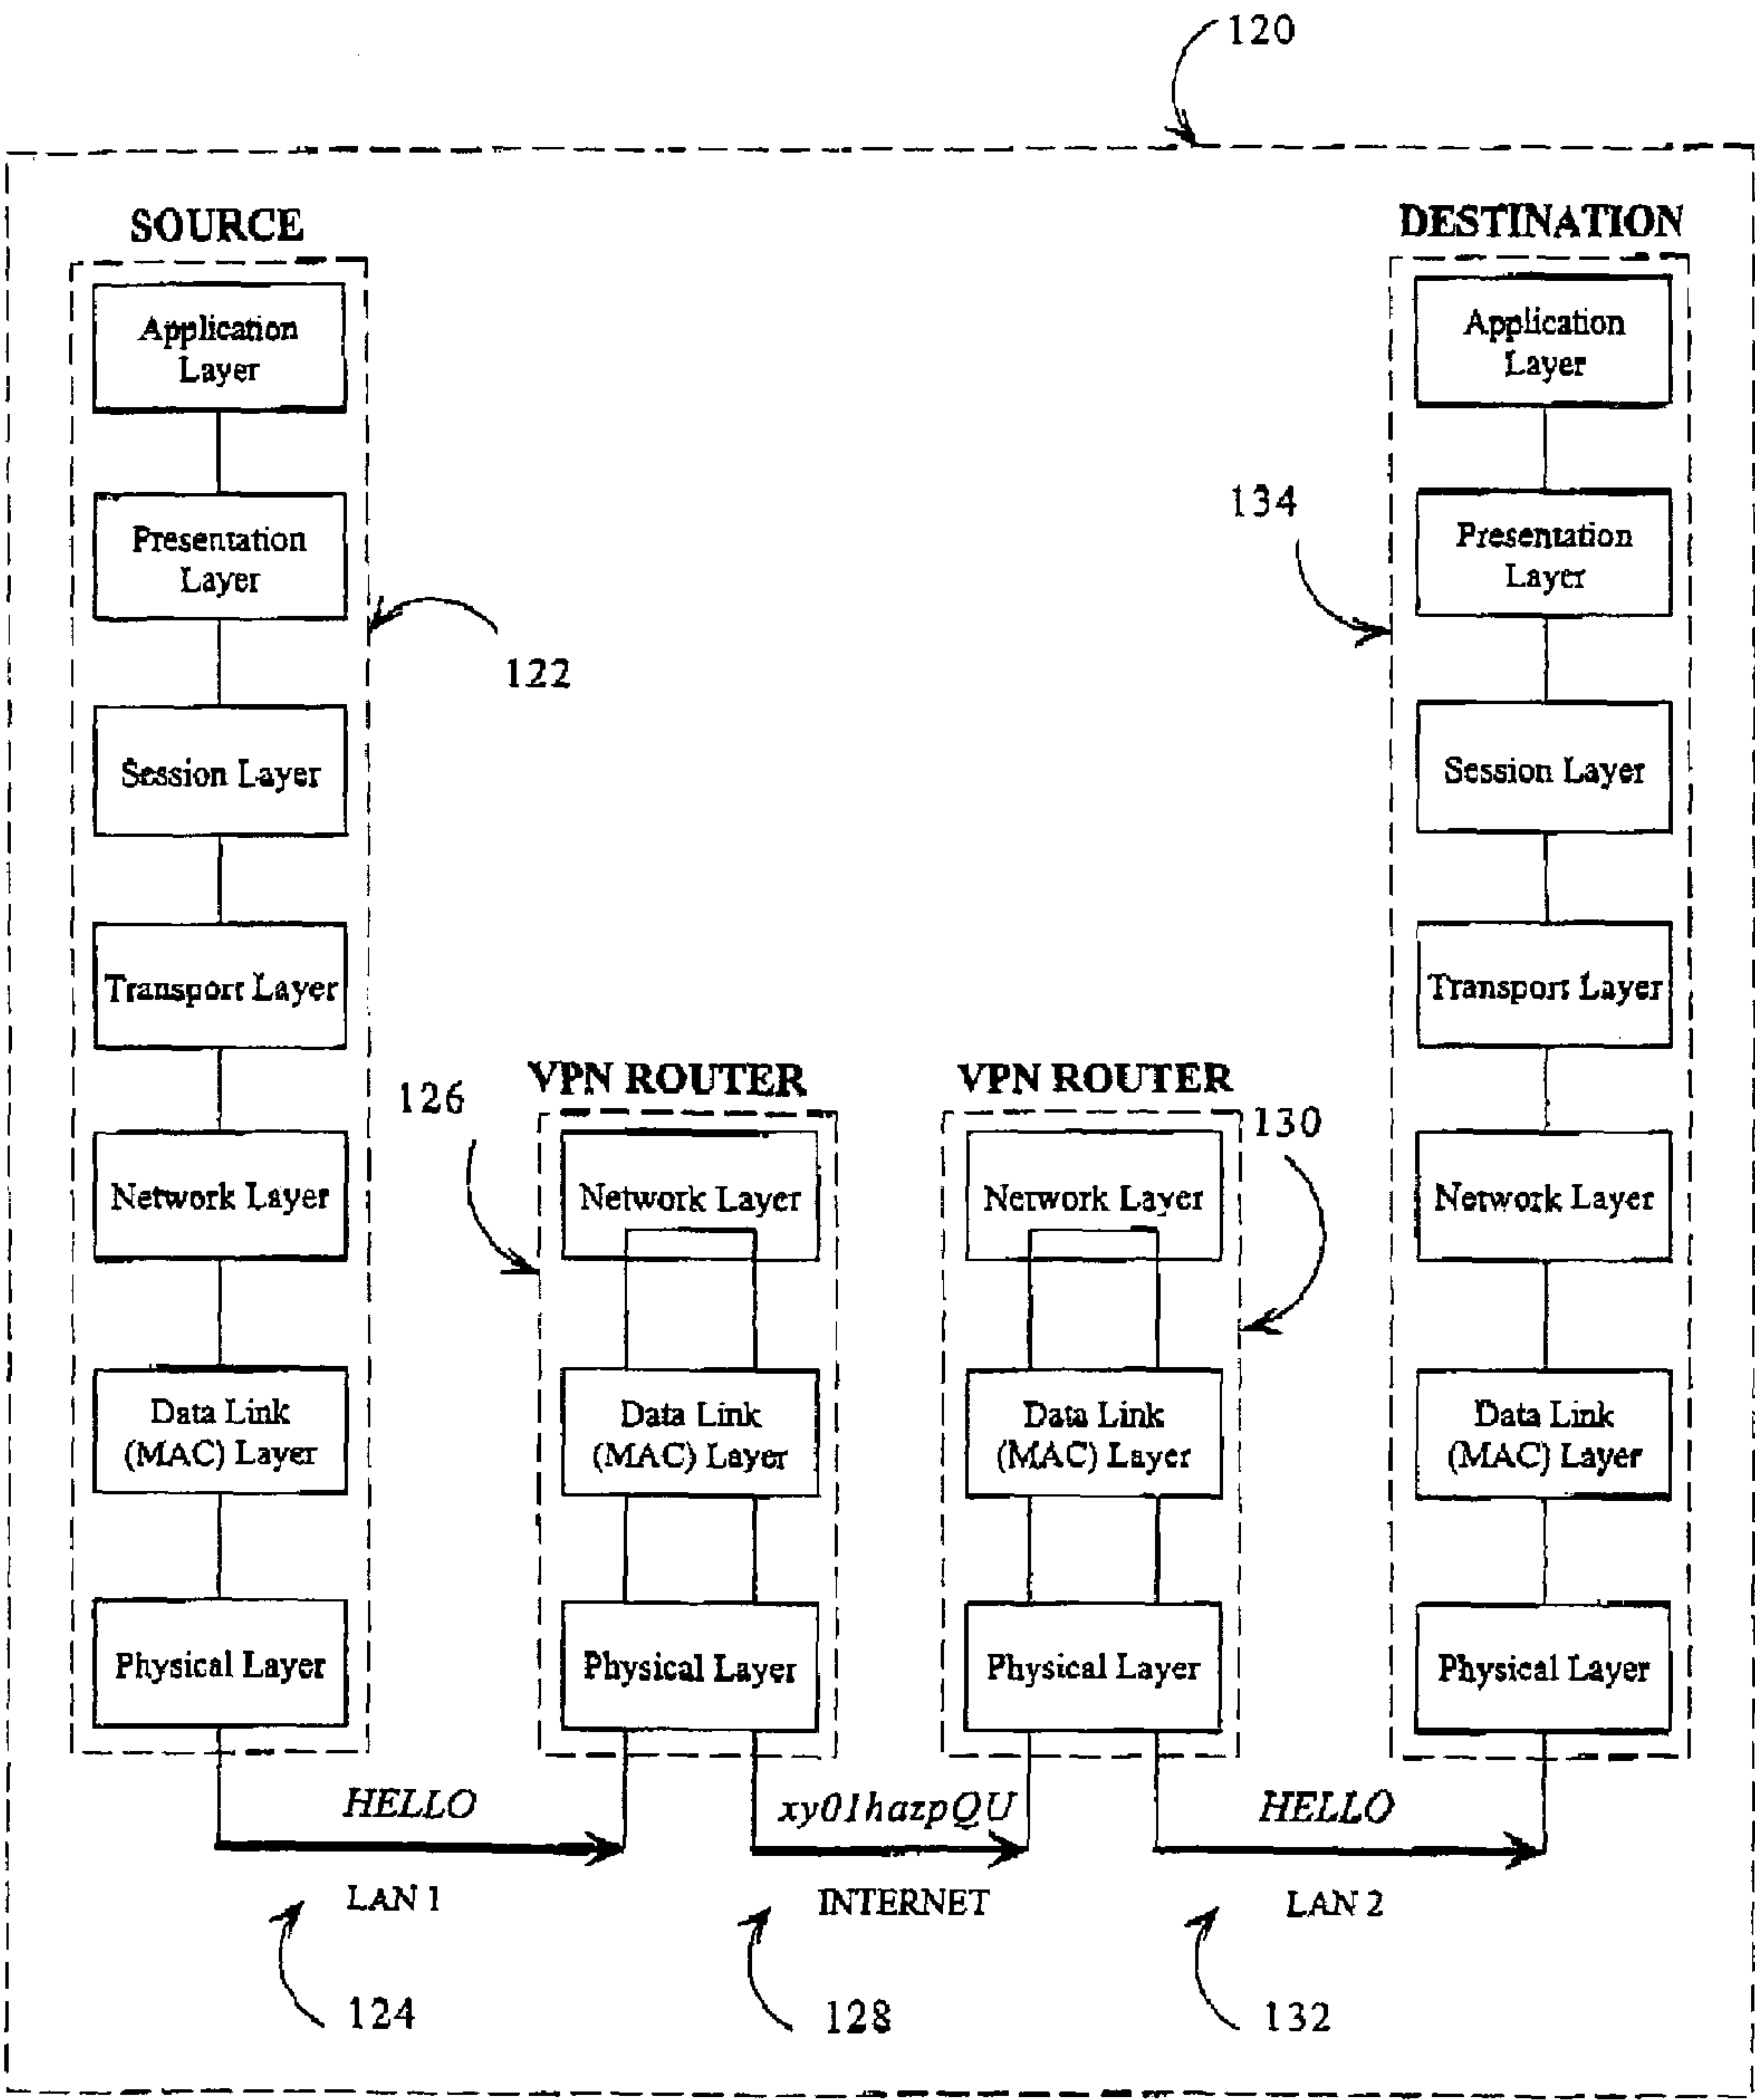 120
SOURCE
Application
Layer
Presentation
Layer
122
Session Layer
Transport Layer
Network Layer
Data Link
(MAC) Layer
Physical Layer
126
VPN ROUTER
Network Layer
Data Link
(MAC) Layer
Physical Layer
VPN ROUTER
130
Network Layer
Data Link
(MAC) Layer
Physical Layer
DESTINATION
Application
Layer
134
Presentation
Layer
Session Layer
Transport Layer
Network Layer
Data Link
(MAC) Layer
Physical Layer
HELLO
LAN 1
124
xy01hazpQU
INTERNET
128
HELLO
LAN 2
132